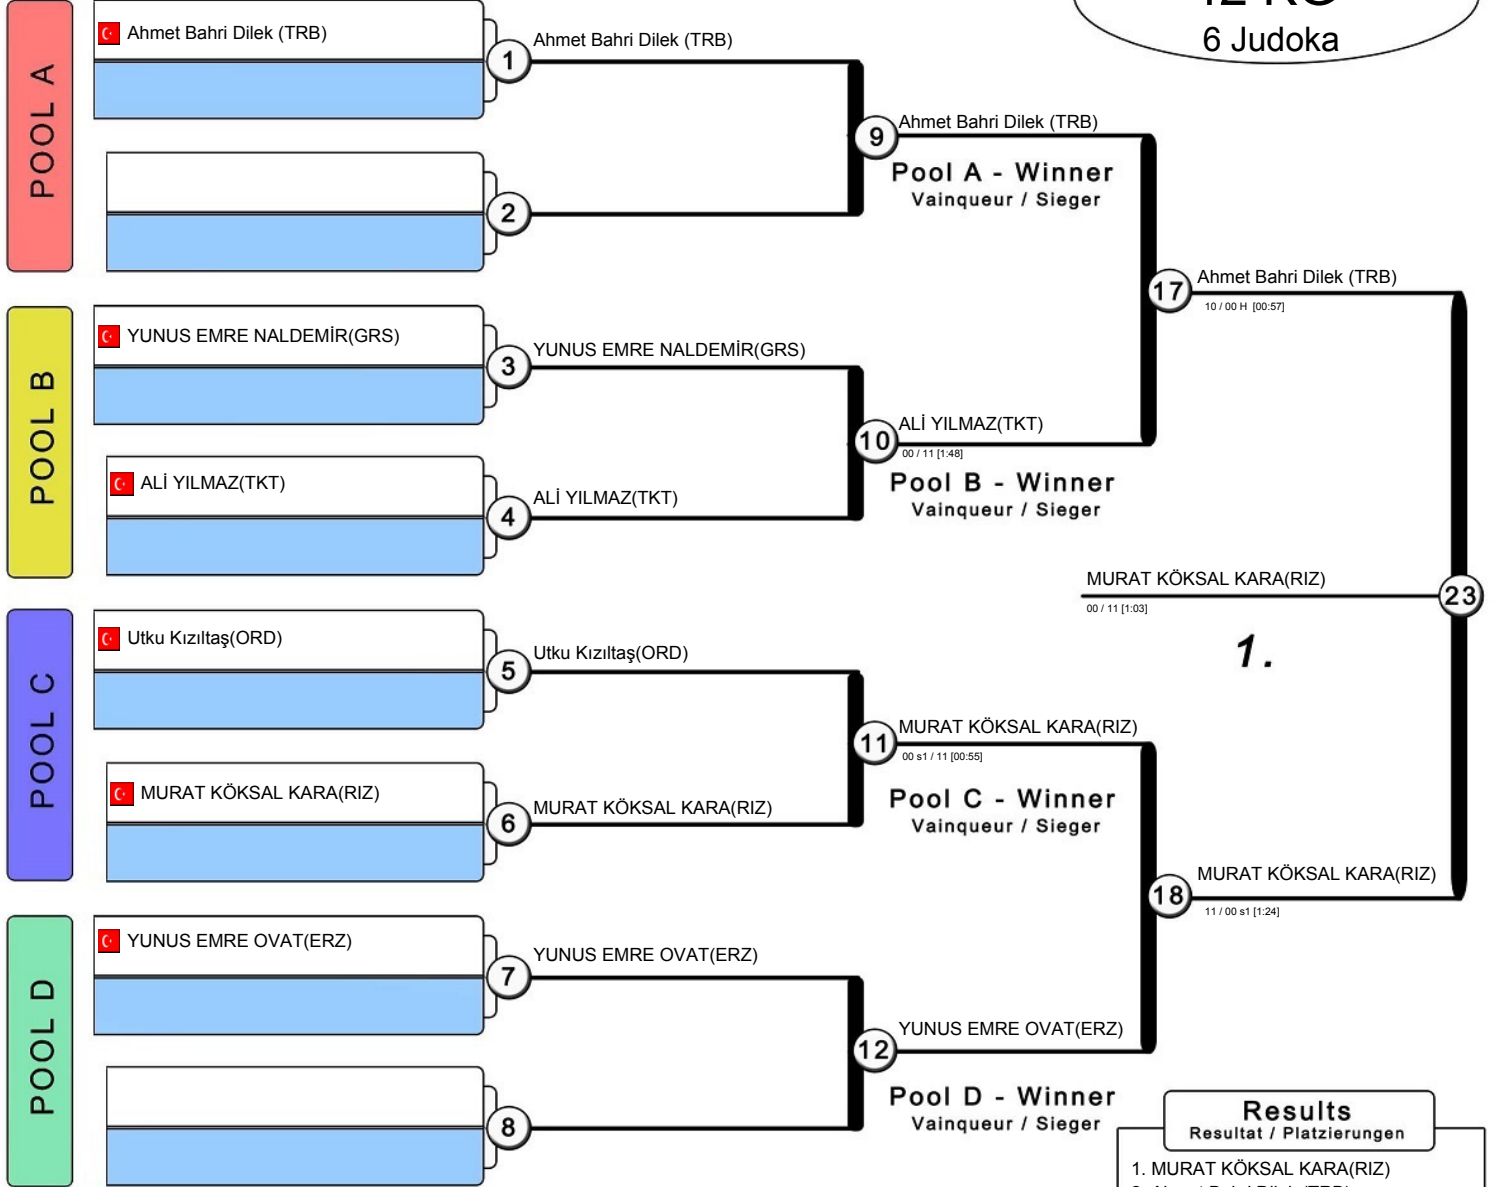 6 Judoka
POOL A
Ahmet Bahri Dilek (TRB)
1
Ahmet Bahri Dilek (TRB)
2
9
Ahmet Bahri Dilek (TRB)
Pool A - Winner
Vainqueur / Sieger
17
Ahmet Bahri Dilek (TRB)
10 / 00 H [00:57]
POOL B
YUNUS EMRE NALDEMİR(GRS)
3
YUNUS EMRE NALDEMİR(GRS)
ALİ YILMAZ(TKT)
4
ALİ YILMAZ(TKT)
10
ALİ YILMAZ(TKT)
00 / 11 [1:48]
Pool B - Winner
Vainqueur / Sieger
MURAT KÖKSAL KARA(RIZ)
00 / 11 [1:03]
23
1.
POOL C
Utku Kızıltaş(ORD)
5
Utku Kızıltaş(ORD)
MURAT KÖKSAL KARA(RIZ)
6
MURAT KÖKSAL KARA(RIZ)
11
MURAT KÖKSAL KARA(RIZ)
00 s1 / 11 [00:55]
Pool C - Winner
Vainqueur / Sieger
18
MURAT KÖKSAL KARA(RIZ)
11 / 00 s1 [1:24]
POOL D
YUNUS EMRE OVAT(ERZ)
7
YUNUS EMRE OVAT(ERZ)
8
12
YUNUS EMRE OVAT(ERZ)
Pool D - Winner
Vainqueur / Sieger
Results
Resultat / Platzierungen
1. MURAT KÖKSAL KARA(RIZ)